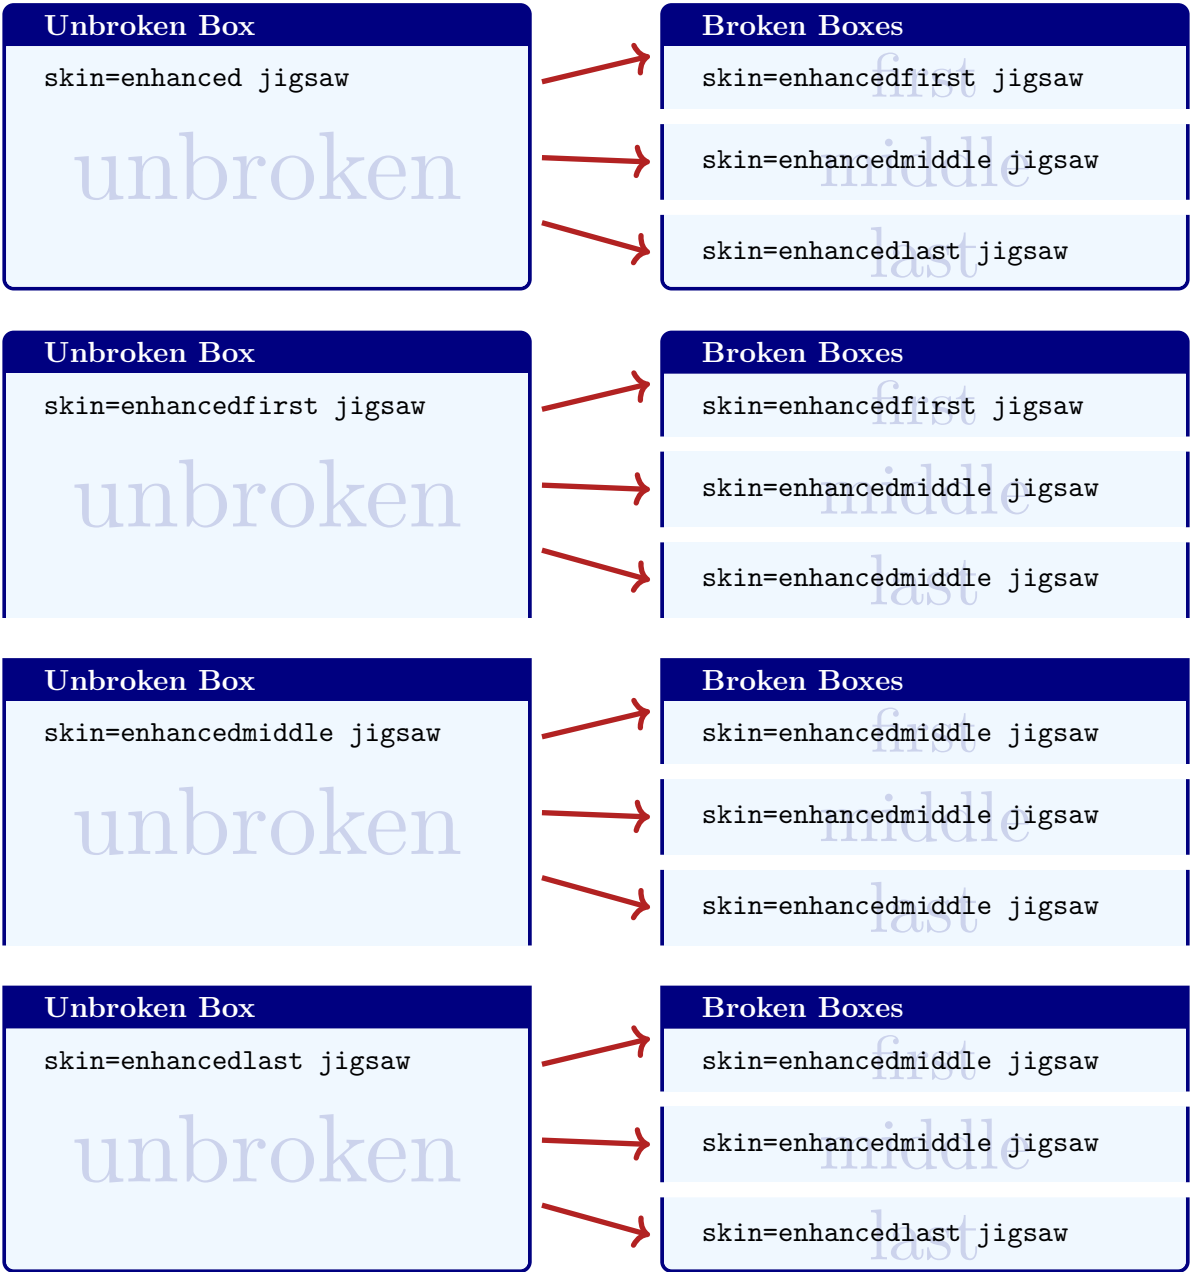 Unbroken Box
skin=enhanced jigsaw
unbroken
Broken Boxes
first
skin=enhancedfirst jigsaw
middle
skin=enhancedmiddle jigsaw
last
skin=enhancedlast jigsaw
Unbroken Box
skin=enhancedfirst jigsaw
unbroken
Broken Boxes
first
skin=enhancedfirst jigsaw
middle
skin=enhancedmiddle jigsaw
last
skin=enhancedmiddle jigsaw
Unbroken Box
skin=enhancedmiddle jigsaw
unbroken
Broken Boxes
first
skin=enhancedmiddle jigsaw
middle
skin=enhancedmiddle jigsaw
last
skin=enhancedmiddle jigsaw
Unbroken Box
skin=enhancedlast jigsaw
unbroken
Broken Boxes
first
skin=enhancedmiddle jigsaw
middle
skin=enhancedmiddle jigsaw
last
skin=enhancedlast jigsaw